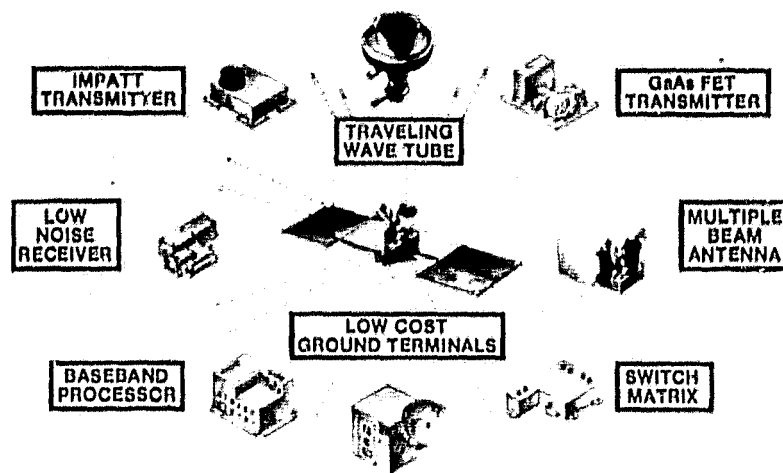 IMPATT
TRANSMITTER
GaAs FET
TRANSMITTER
TRAVELING
WAVE TUBE
LOW
NOISE
RECEIVER
MULTIPLE
BEAM
ANTENNA
LOW COST
GROUND TERMINALS
BASEBAND
PROCESSOR
SWITCH
MATRIX